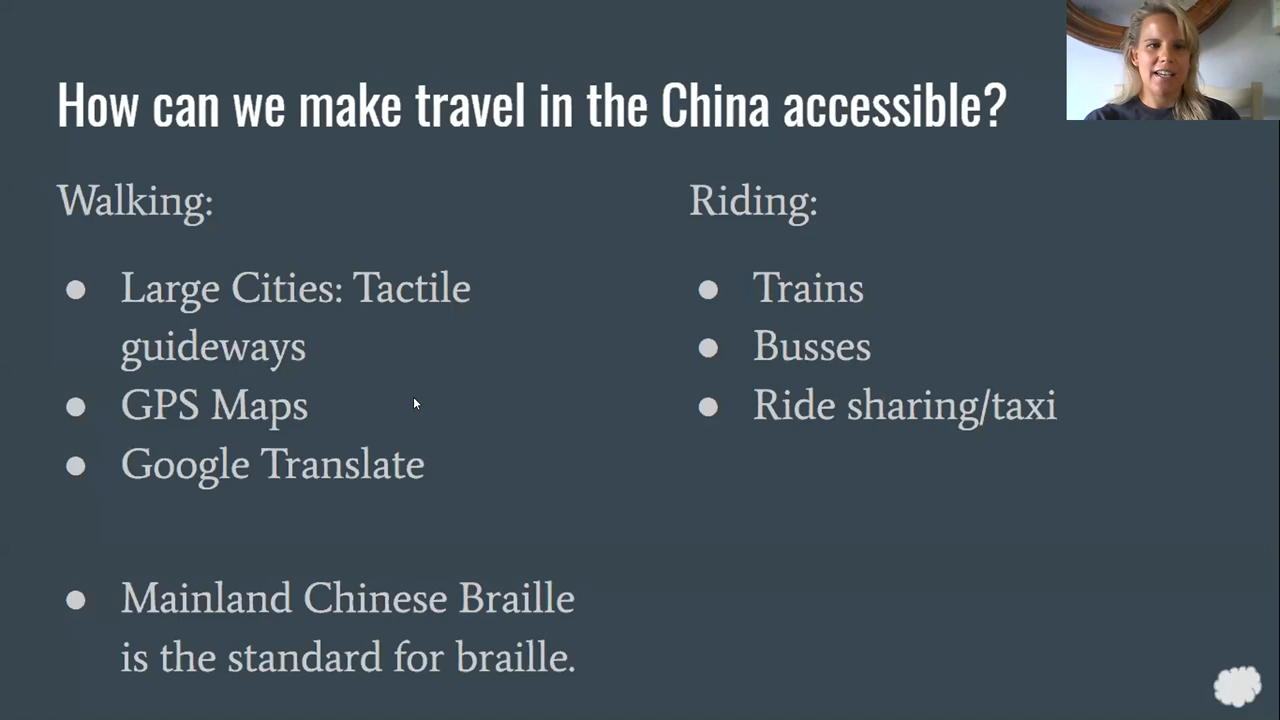 How can we make travel in the China accessible?
Walking:
● Large Cities: Tactile
guideways
● GPS Maps
● Google Translate
● Mainland Chinese Braille
is the standard for braille.
Riding:
● Trains
● Busses
● Ride sharing/taxi